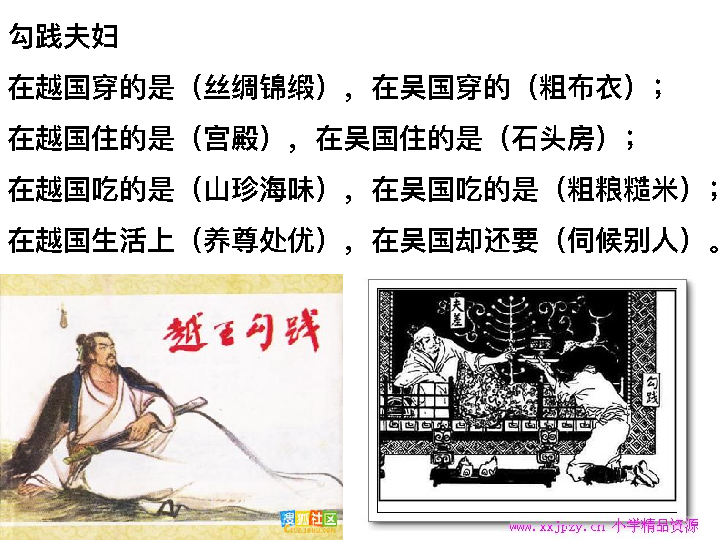 勾践夫妇
在越国穿的是（丝绸锦缎），在吴国穿的（粗布衣）；
在越国住的是（宫殿），在吴国住的是（石头房）；
在越国吃的是（山珍海味），在吴国吃的是（粗粮糙米）；
在越国生活上（养尊处优），在吴国却还要（伺候别人）。
越王勾践
夫差
勾践
搜狐社区
www.xxjpzy.cn 小学精品资源